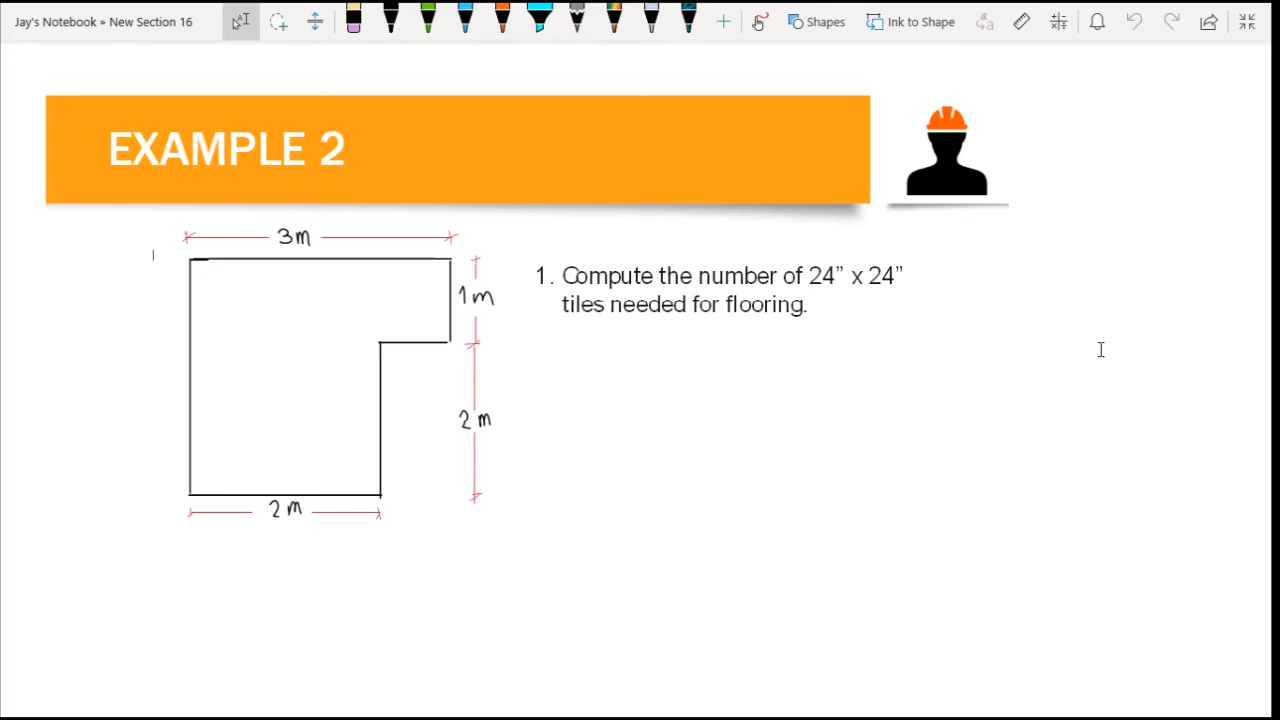 Jay's Notebook » New Section 16
Shapes
Ink to Shape
EXAMPLE 2
3m
1m
2m
2m
1. Compute the number of 24” x 24”
tiles needed for flooring.